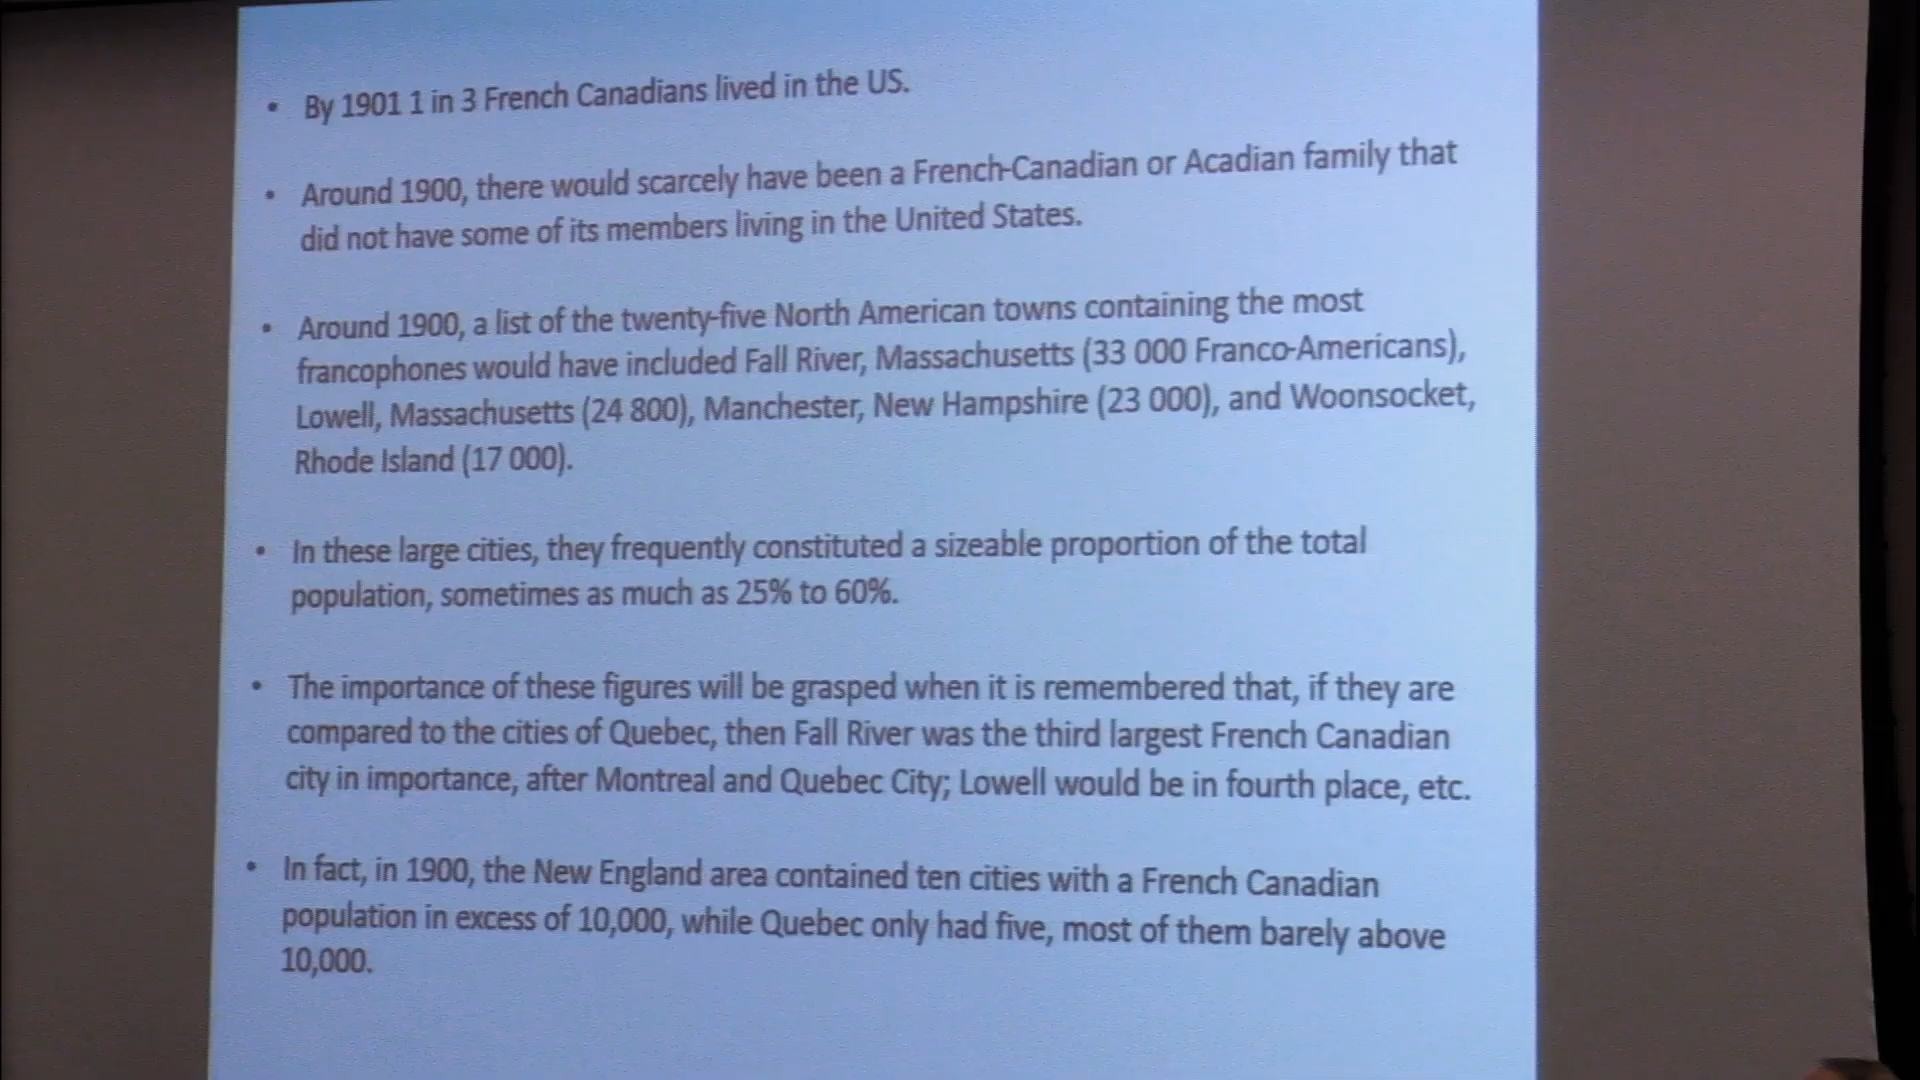 • By 1901 1 in 3 French Canadians lived in the US.
• Around 1900, there would scarcely have been a French-Canadian or Acadian family that
did not have some of its members living in the United States.
• Around 1900, a list of the twenty-five North American towns containing the most
francophones would have included Fall River, Massachusetts (33 000 Franco-Americans),
Lowell, Massachusetts (24 800), Manchester, New Hampshire (23 000), and Woonsocket,
Rhode Island (17 000).
• In these large cities, they frequently constituted a sizeable proportion of the total
population, sometimes as much as 25% to 60%.
• The importance of these figures will be grasped when it is remembered that, if they are
compared to the cities of Quebec, then Fall River was the third largest French Canadian
city in importance, after Montreal and Quebec City; Lowell would be in fourth place, etc.
• In fact, in 1900, the New England area contained ten cities with a French Canadian
population in excess of 10,000, while Quebec only had five, most of them barely above
10,000.